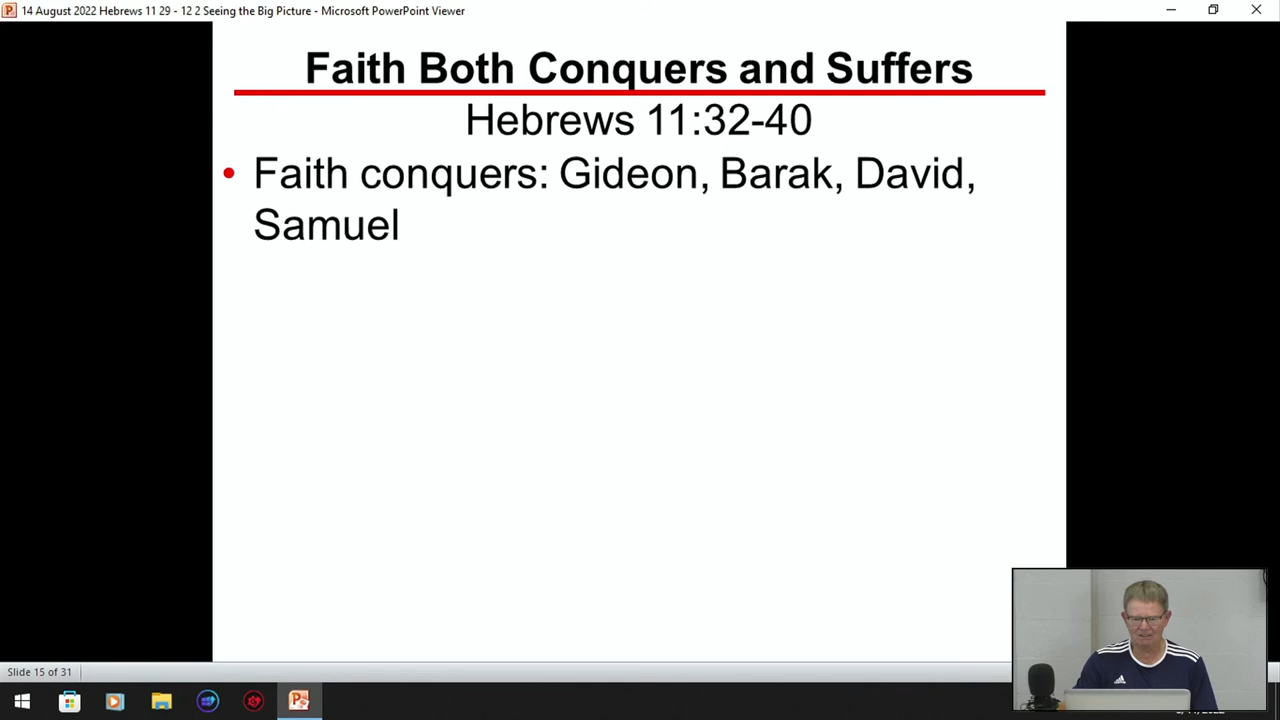 14 August 2022 Hebrews 11 29 - 12 2 Seeing the Big Picture - Microsoft PowerPoint Viewer
Faith Both Conquers and Suffers
Hebrews 11:32-40
• Faith conquers: Gideon, Barak, David,
Samuel
Slide 15 of 31